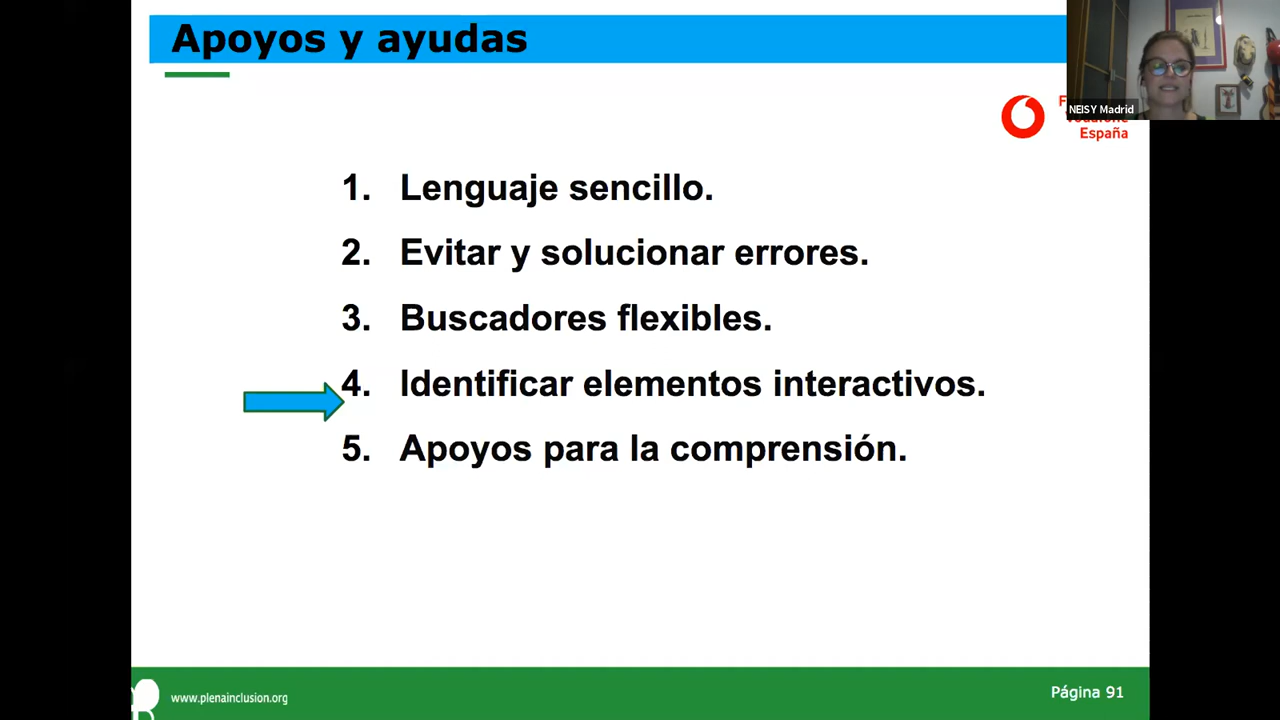 Apoyos y ayudas
NEISY Madrid
España
1. Lenguaje sencillo.
2. Evitar y solucionar errores.
3. Buscadores flexibles.
4. Identificar elementos interactivos.
5. Apoyos para la comprensión.
www.plenainclusion.org
Página 91